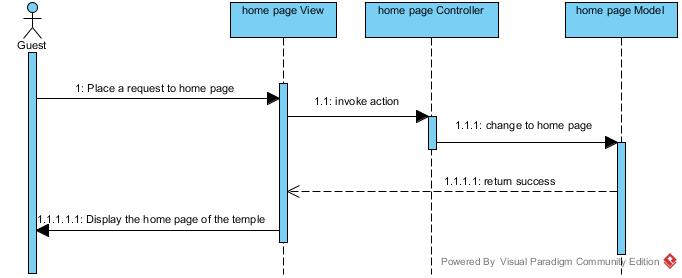 home page View
home page Controller
home page Model
Guest
1: Place a request to home page
1.1: invoke action
1.1.1: change to home page
1.1.1.1: return success
1.1.1.1.1: Display the home page of the temple
Powered By Visual Paradigm Community Edition